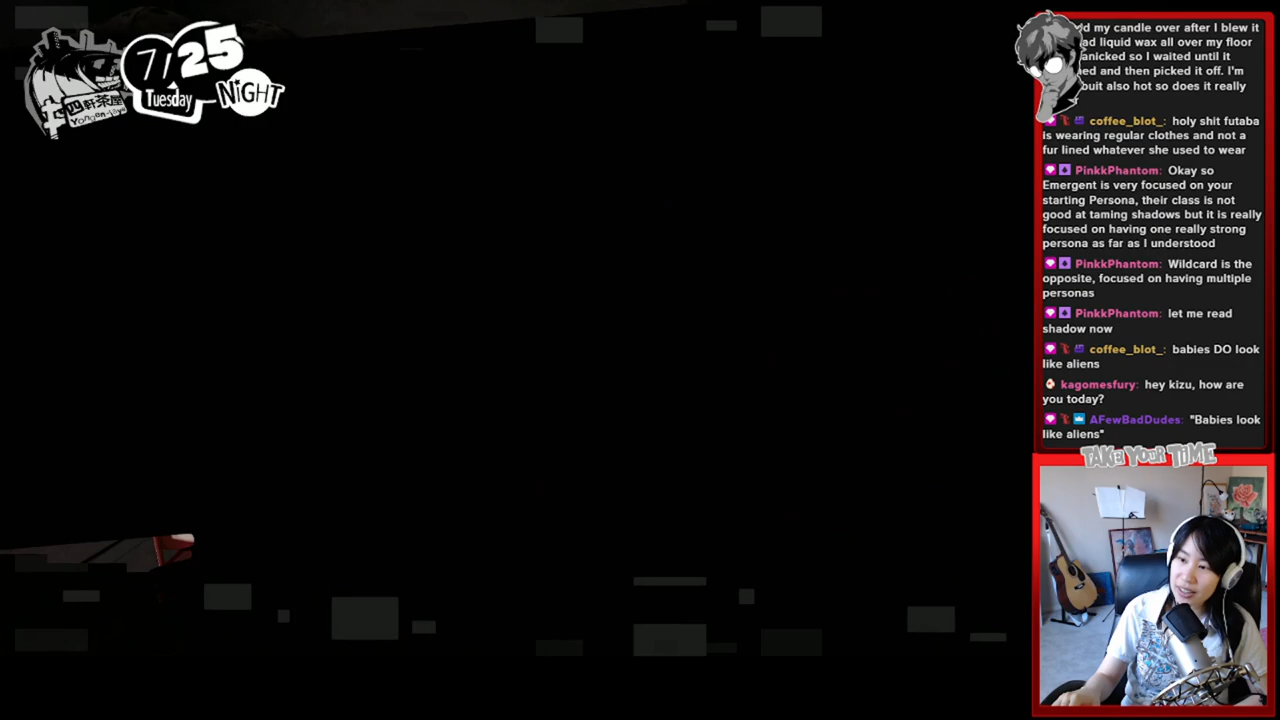 7/25
Tuesday
NiGHT
四軒茶屋
Yongen-Jaya
my candle over after I blew it
liquid wax all over my floor
so I waited until it
and then picked it off. I'm
buit also hot so does it really
coffee_blot_: holy shit futaba
is wearing regular clothes and not a
fur lined whatever she used to wear
PinkkPhantom: Okay so
Emergent is very focused on your
starting Persona, their class is not
good at taming shadows but it is really
focused on having one really strong
persona as far as I understood
PinkkPhantom: Wildcard is the
opposite, focused on having multiple
personas
PinkkPhantom: let me read
shadow now
coffee_blot_: babies DO look
like aliens
kagomesfury: hey kizu, how are
you today?
AFewBadDudes: "Babies look
like aliens"
TAKE YOUR TIME